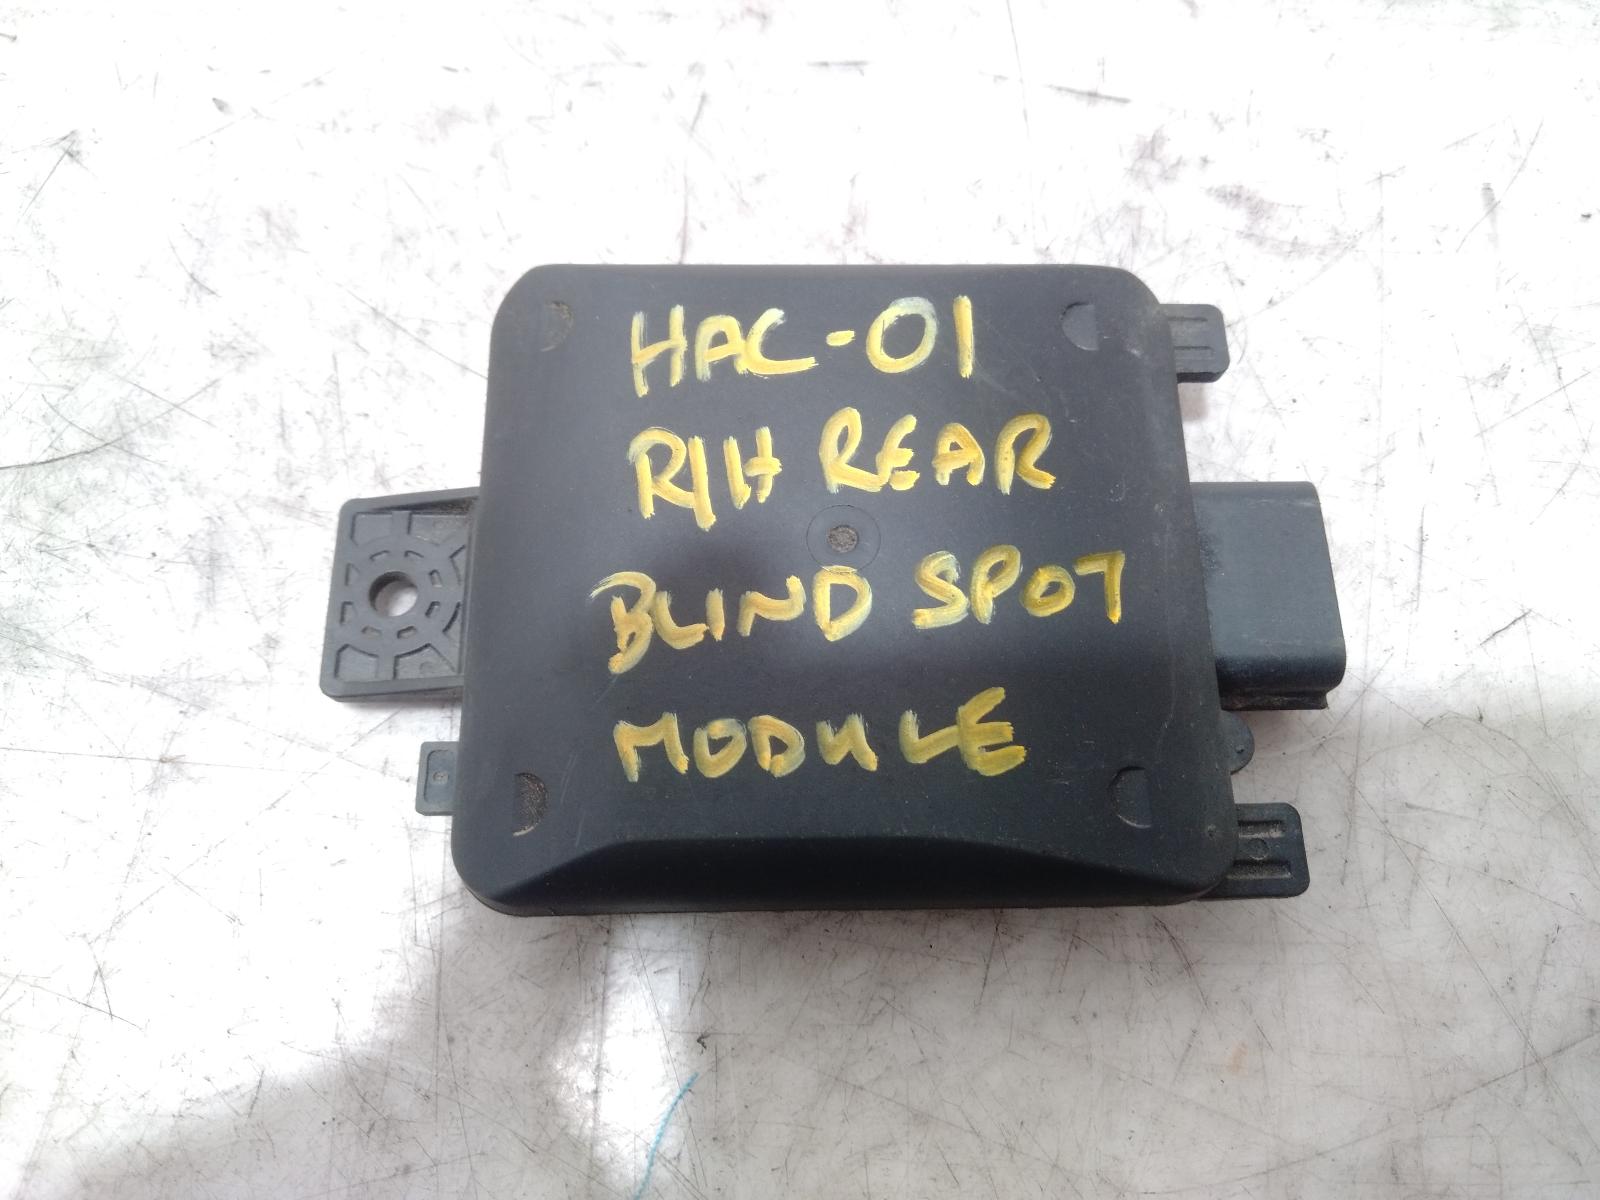 HAC-01
R/H REAR
BLIND SPOT
MODULE